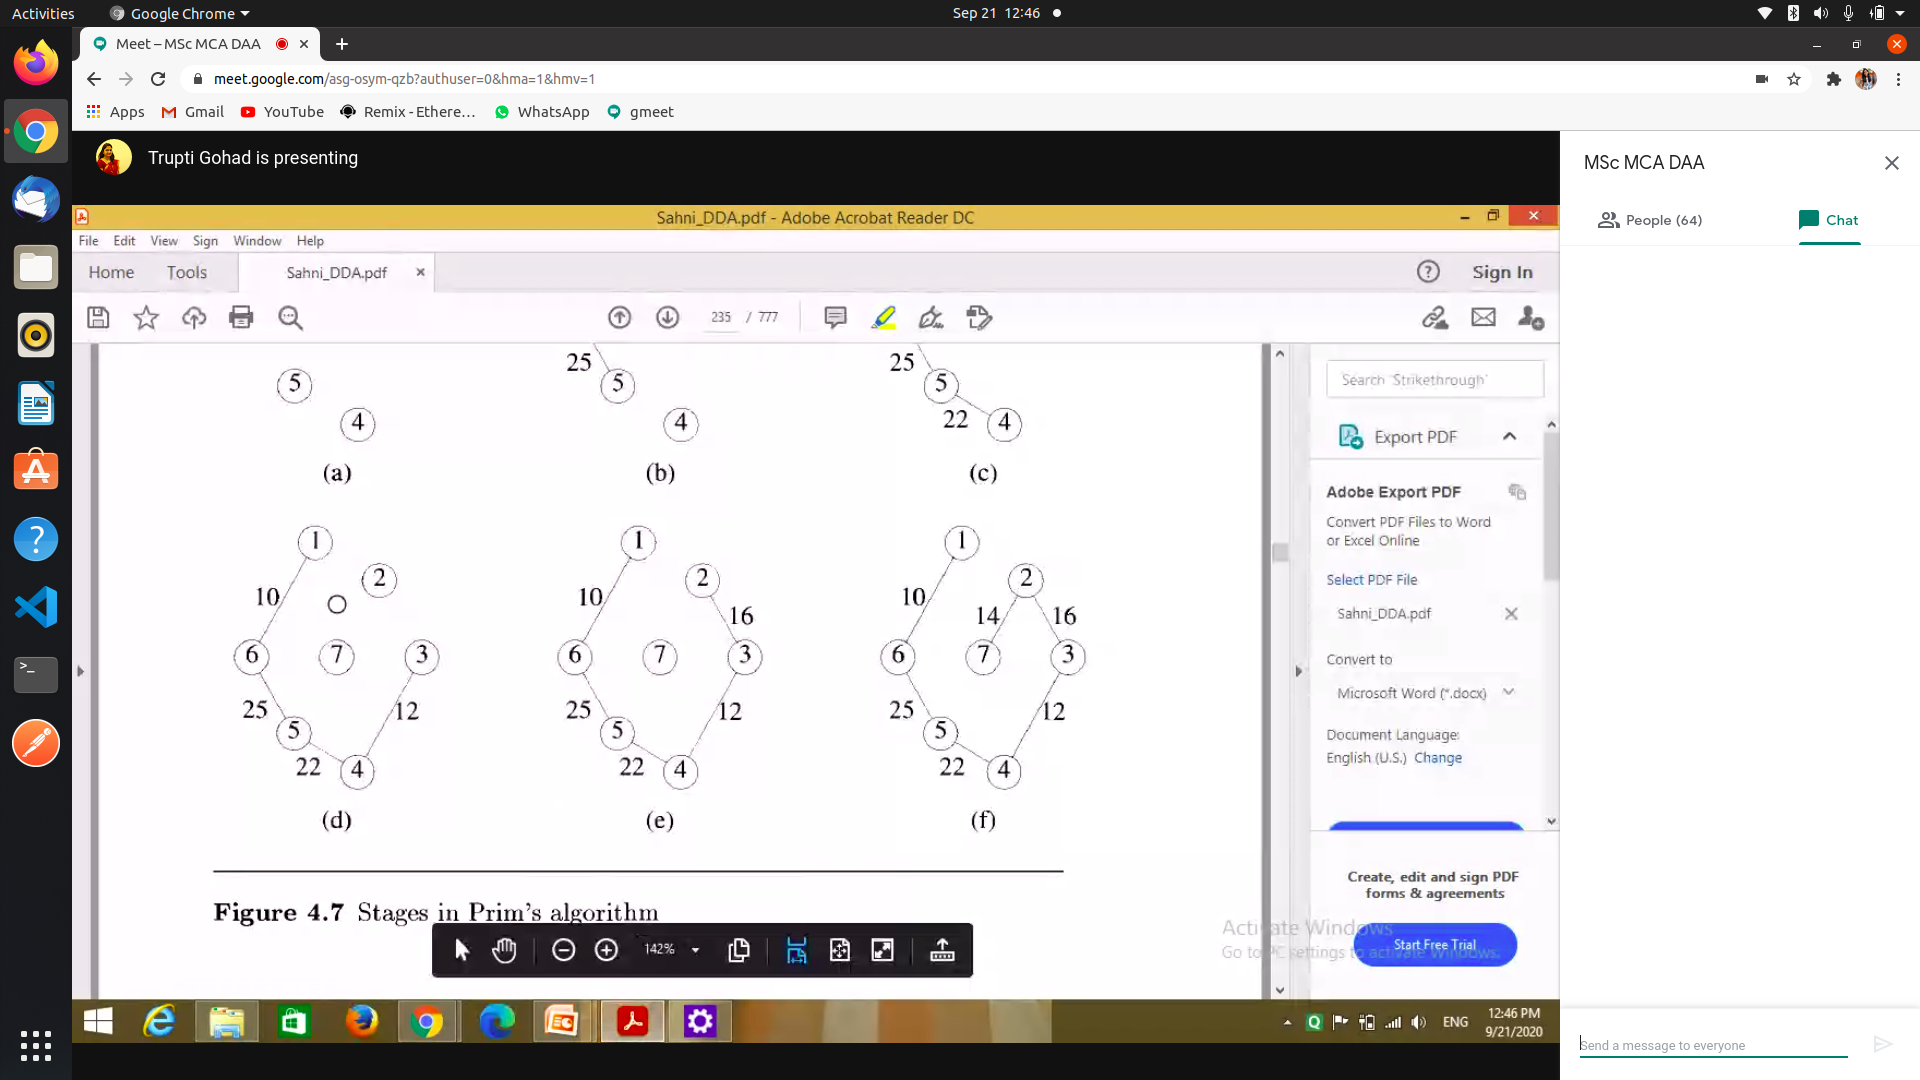 Activities
Google Chrome
Sep 21 12:46
Meet – MSc MCA DAA
meet.google.com/asg-osym-qzb?authuser=0&hma=1&hmv=1
Apps
Gmail
YouTube
Remix - Ethere…
WhatsApp
gmeet
Trupti Gohad is presenting
Sahni_DDA.pdf - Adobe Acrobat Reader DC
File Edit View Sign Window Help
Home Tools Sahni_DDA.pdf
Sign In
235 / 777
5
4
(a)
25
5
4
(b)
25
5
22
4
(c)
1
2
10
6
7
3
25
12
5
22
4
(d)
1
2
10
16
6
7
3
25
12
5
22
4
(e)
1
2
10
14
16
6
7
3
25
12
5
22
4
(f)
Figure 4.7 Stages in Prim's algorithm
142%
Search 'Strikethrough'
Export PDF
Adobe Export PDF
Convert PDF Files to Word
or Excel Online
Select PDF File
Sahni_DDA.pdf
Convert to
Microsoft Word (*.docx)
Document Language:
English (U.S.) Change
Create, edit and sign PDF
forms & agreements
Start Free Trial
Activate Windows
Go to PC settings to activate Windows.
ENG
12:46 PM
9/21/2020
MSc MCA DAA
People (64)
Chat
Send a message to everyone